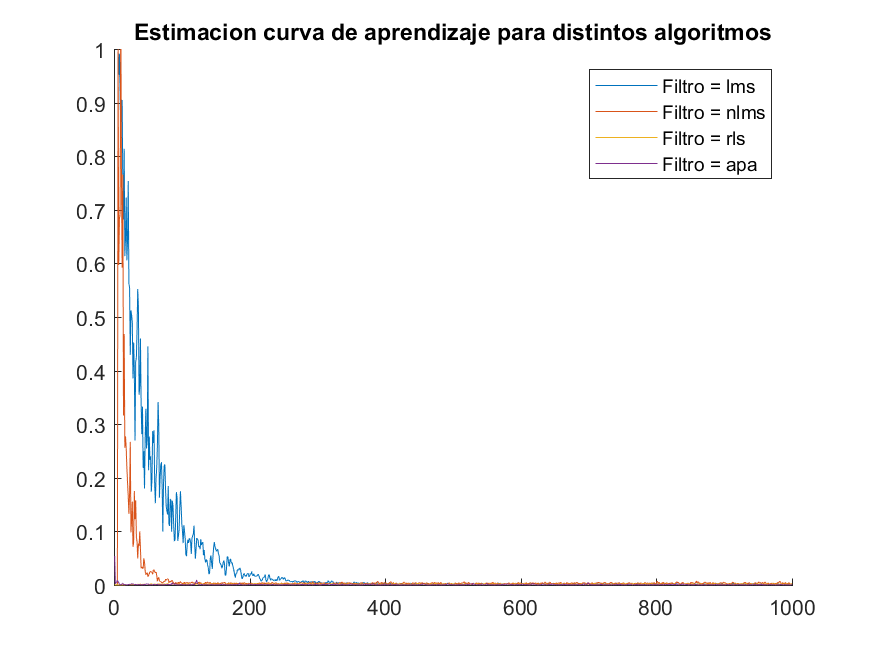 Estimacion curva de aprendizaje para distintos algoritmos
1
0.9
0.8
0.7
0.6
0.5
0.4
0.3
0.2
0.1
0
Filtro = lms
Filtro = nlms
Filtro = rls
Filtro = apa
0 200 400 600 800 1000